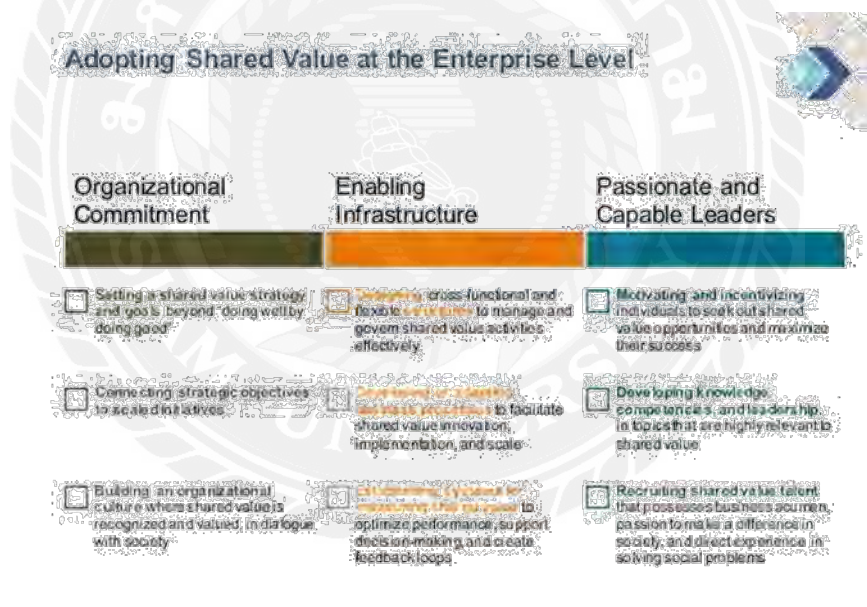 Adopting Shared Value at the Enterprise Level
Organizational
Commitment
Enabling
Infrastructure
Passionate and
Capable Leaders
Setting a shared value strategy
and goals beyond "doing well by
doing good"
Connecting strategic objectives
to scaled initiatives
Building an organizational
culture where shared value is
recognized and valued, in dialogue
with society
cross-functional and
flexible structures to manage and
govern shared value activities
effectively
to facilitate
shared value innovation,
implementation, and scale
to
optimize performance, support
decision-making, and create
feedback loops
Motivating and incentivizing
individuals to seek out shared
value opportunities and maximize
their success
Developing knowledge,
competencies, and leadership,
in topics that are highly relevant to
shared value
Recruiting shared value talent
that possesses business acumen,
passion to make a difference in
society, and direct experience in
solving social problems